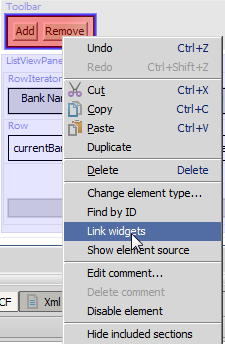 Toolbar
Add Remove
ListViewPane
RowIterator
Bank Nam
Row
currentBan
CF Xml
Undo Ctrl+Z
Redo Ctrl+Shift+Z
Cut Ctrl+X
Copy Ctrl+C
Paste Ctrl+V
Duplicate
Delete Delete
Change element type...
Find by ID
Link widgets
Show element source
Edit comment...
Delete comment
Disable element
Hide included sections